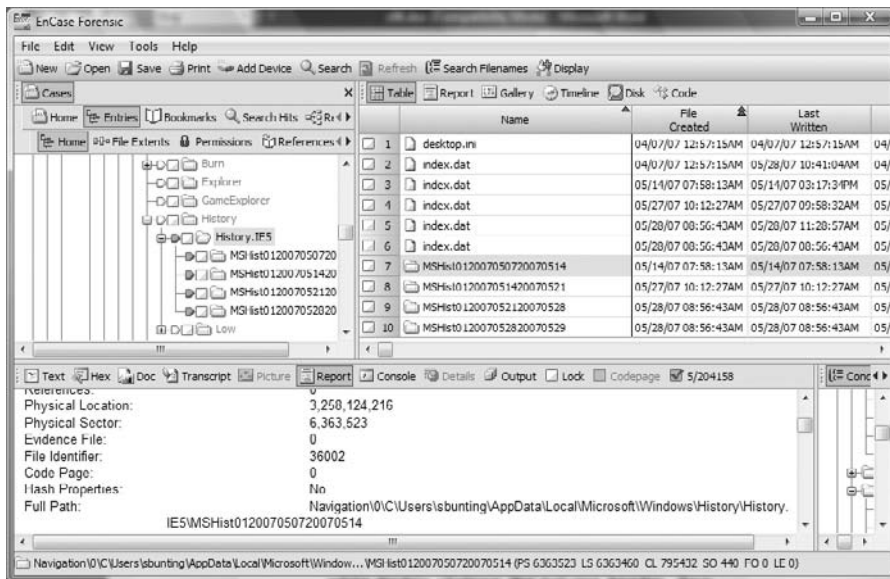 EnCase Forensic
File Edit View Tools Help
New Open Save Print Add Device Search Refresh Search Filenames Display
Cases
Table Report Gallery Timeline Disk Code
Home Entries Bookmarks Search Hits
Home File Extents Permissions References
Name File Created Last Written
Burn
Explorer
GameExplorer
History
History.IE5
MSHist012007050720
MSHist012007051420
MSHist012007052120
MSHist012007052820
Low
1 desktop.ini 04/07/07 12:57:15AM 04/07/07 12:57:15AM 04/
2 index.dat 04/07/07 12:57:15AM 05/28/07 10:41:04AM 04/
3 index.dat 05/14/07 07:58:13AM 05/14/07 03:17:34PM 05/
4 index.dat 05/27/07 10:12:27AM 05/27/07 09:58:32AM 05/
5 index.dat 05/28/07 08:56:43AM 05/28/07 11:28:57AM 05/
6 index.dat 05/28/07 08:56:43AM 05/28/07 08:56:43AM 05/
7 MSHist012007050720070514 05/14/07 07:58:13AM 05/14/07 07:58:13AM 05/
8 MSHist012007051420070521 05/27/07 10:12:27AM 05/27/07 10:12:27AM 05/
9 MSHist012007052120070528 05/28/07 08:56:43AM 05/28/07 08:56:43AM 05/
10 MSHist012007052820070529 05/28/07 08:56:43AM 05/28/07 08:56:43AM 05/
Text Hex Doc Transcript Picture Report Console Details Output Lock Codepage 5/204158
Cond
References: 0
Physical Location: 3,258,124,216
Physical Sector: 6,363,523
Evidence File: 0
File Identifier: 36002
Code Page: 0
Hash Properties: No
Full Path: Navigation\0\C\Users\sbunting\AppData\Local\Microsoft\Windows\History\History.
IE5\MSHist012007050720070514
Navigation\0\C\Users\sbunting\AppData\Local\Microsoft\Window...\MSHist012007050720070514 (PS 6363523 LS 6363460 CL 795432 SO 440 FO 0 LE 0)